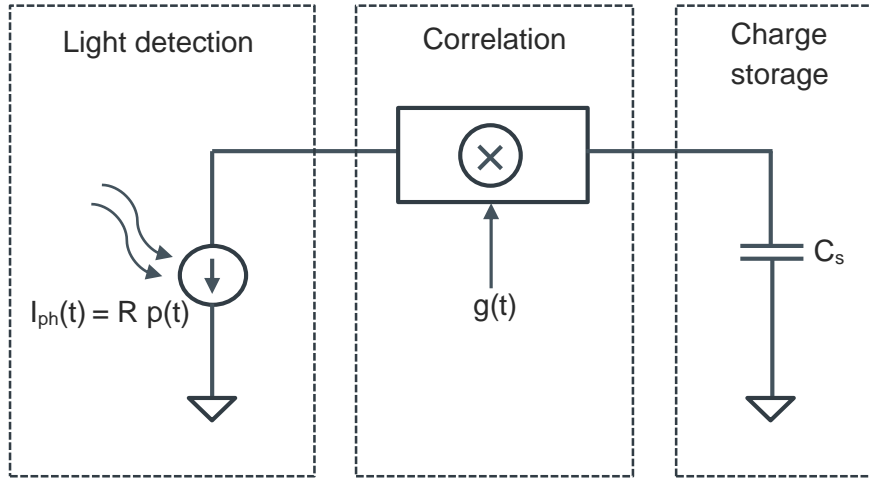 Light detection
Correlation
Charge
storage
Cₛ
Iₚₕ(t) = R p(t)
g(t)